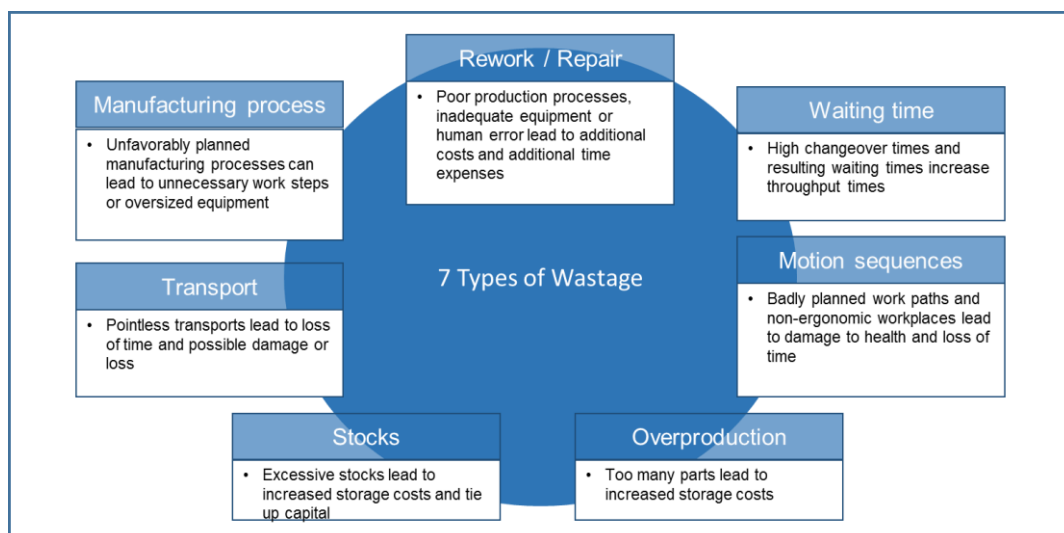 Rework / Repair
• Poor production processes,
inadequate equipment or
human error lead to additional
costs and additional time
expenses
Manufacturing process
• Unfavorably planned
manufacturing processes can
lead to unnecessary work steps
or oversized equipment
Waiting time
• High changeover times and
resulting waiting times increase
throughput times
7 Types of Wastage
Transport
• Pointless transports lead to loss
of time and possible damage or
loss
Motion sequences
• Badly planned work paths and
non-ergonomic workplaces lead
to damage to health and loss of
time
Stocks
• Excessive stocks lead to
increased storage costs and tie
up capital
Overproduction
• Too many parts lead to
increased storage costs